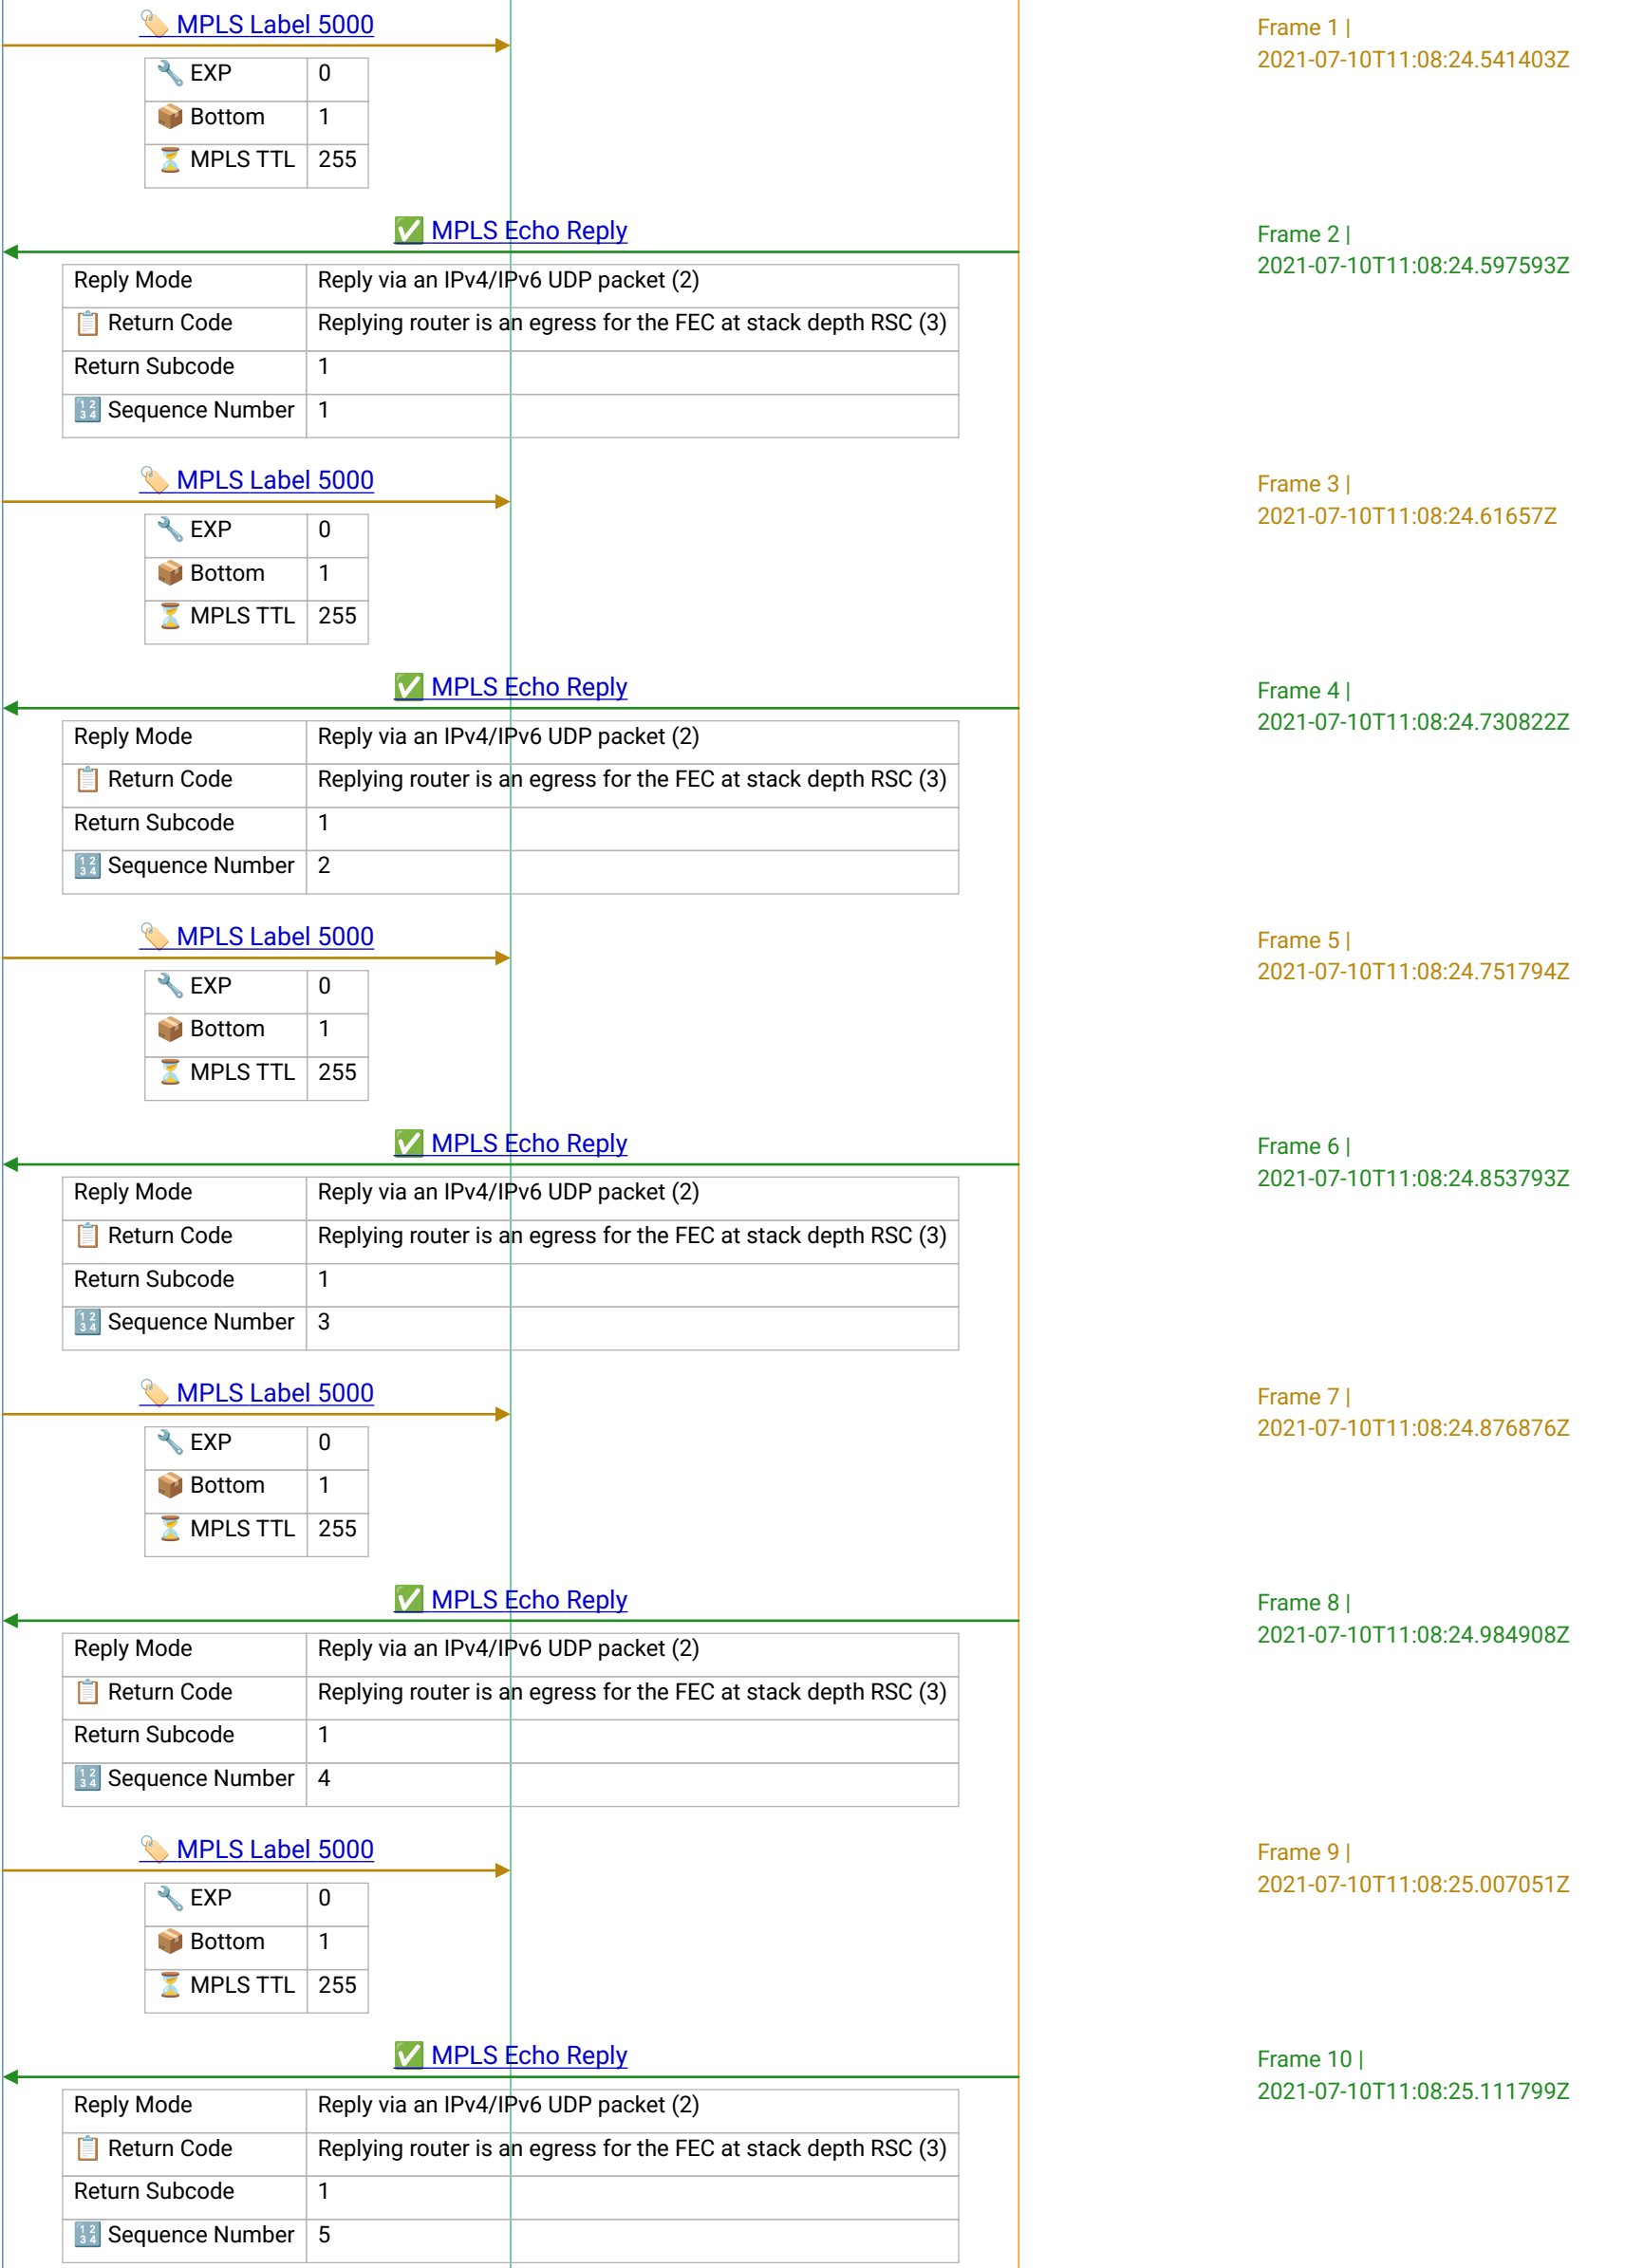 🏷️ MPLS Label 5000
Frame 1 |
2021-07-10T11:08:24.541403Z
🔧 EXP 0
📦 Bottom 1
⏳ MPLS TTL 255
✅ MPLS Echo Reply
Frame 2 |
2021-07-10T11:08:24.597593Z
Reply Mode Reply via an IPv4/IPv6 UDP packet (2)
📋 Return Code Replying router is an egress for the FEC at stack depth RSC (3)
Return Subcode 1
🔢 Sequence Number 1
🏷️ MPLS Label 5000
Frame 3 |
2021-07-10T11:08:24.61657Z
🔧 EXP 0
📦 Bottom 1
⏳ MPLS TTL 255
✅ MPLS Echo Reply
Frame 4 |
2021-07-10T11:08:24.730822Z
Reply Mode Reply via an IPv4/IPv6 UDP packet (2)
📋 Return Code Replying router is an egress for the FEC at stack depth RSC (3)
Return Subcode 1
🔢 Sequence Number 2
🏷️ MPLS Label 5000
Frame 5 |
2021-07-10T11:08:24.751794Z
🔧 EXP 0
📦 Bottom 1
⏳ MPLS TTL 255
✅ MPLS Echo Reply
Frame 6 |
2021-07-10T11:08:24.853793Z
Reply Mode Reply via an IPv4/IPv6 UDP packet (2)
📋 Return Code Replying router is an egress for the FEC at stack depth RSC (3)
Return Subcode 1
🔢 Sequence Number 3
🏷️ MPLS Label 5000
Frame 7 |
2021-07-10T11:08:24.876876Z
🔧 EXP 0
📦 Bottom 1
⏳ MPLS TTL 255
✅ MPLS Echo Reply
Frame 8 |
2021-07-10T11:08:24.984908Z
Reply Mode Reply via an IPv4/IPv6 UDP packet (2)
📋 Return Code Replying router is an egress for the FEC at stack depth RSC (3)
Return Subcode 1
🔢 Sequence Number 4
🏷️ MPLS Label 5000
Frame 9 |
2021-07-10T11:08:25.007051Z
🔧 EXP 0
📦 Bottom 1
⏳ MPLS TTL 255
✅ MPLS Echo Reply
Frame 10 |
2021-07-10T11:08:25.111799Z
Reply Mode Reply via an IPv4/IPv6 UDP packet (2)
📋 Return Code Replying router is an egress for the FEC at stack depth RSC (3)
Return Subcode 1
🔢 Sequence Number 5